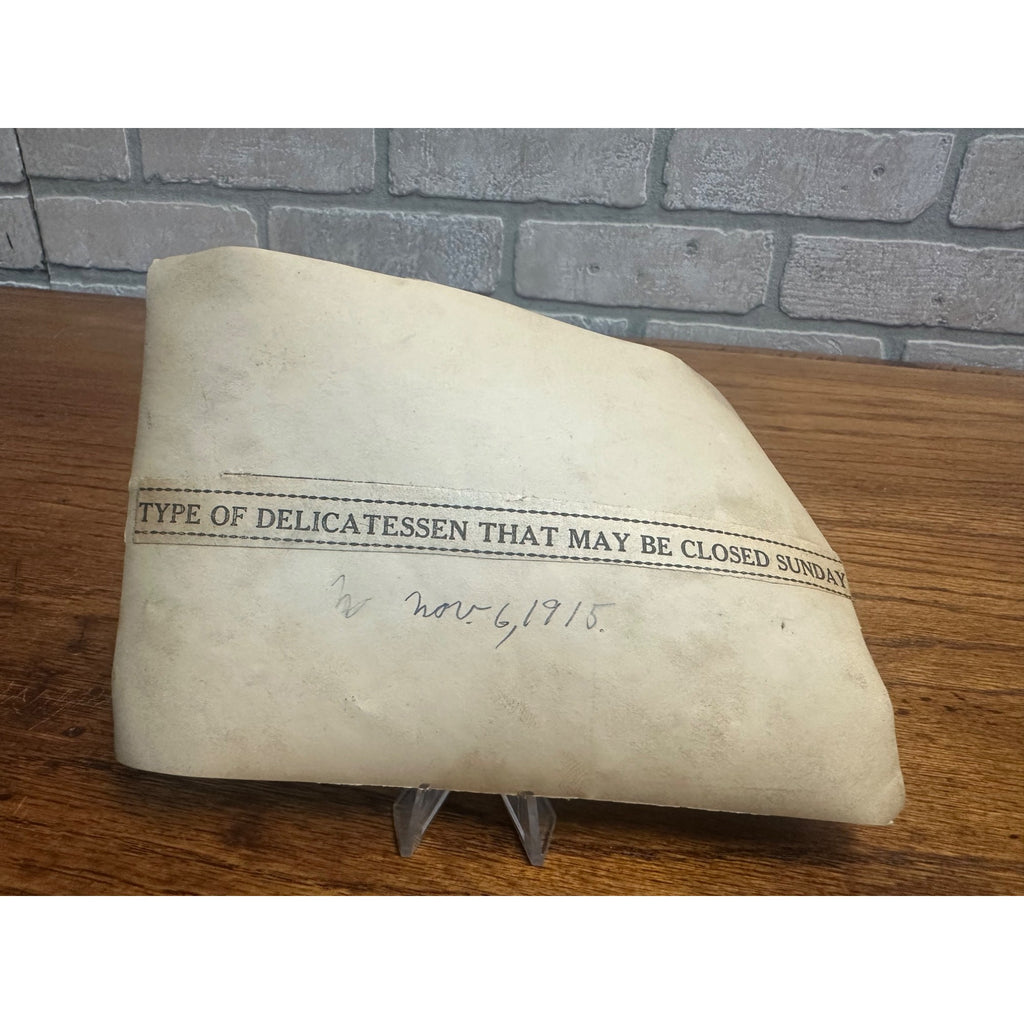 TYPE OF DELICATESSEN THAT MAY BE CLOSED SUNDAY
Nov. 6, 1915.